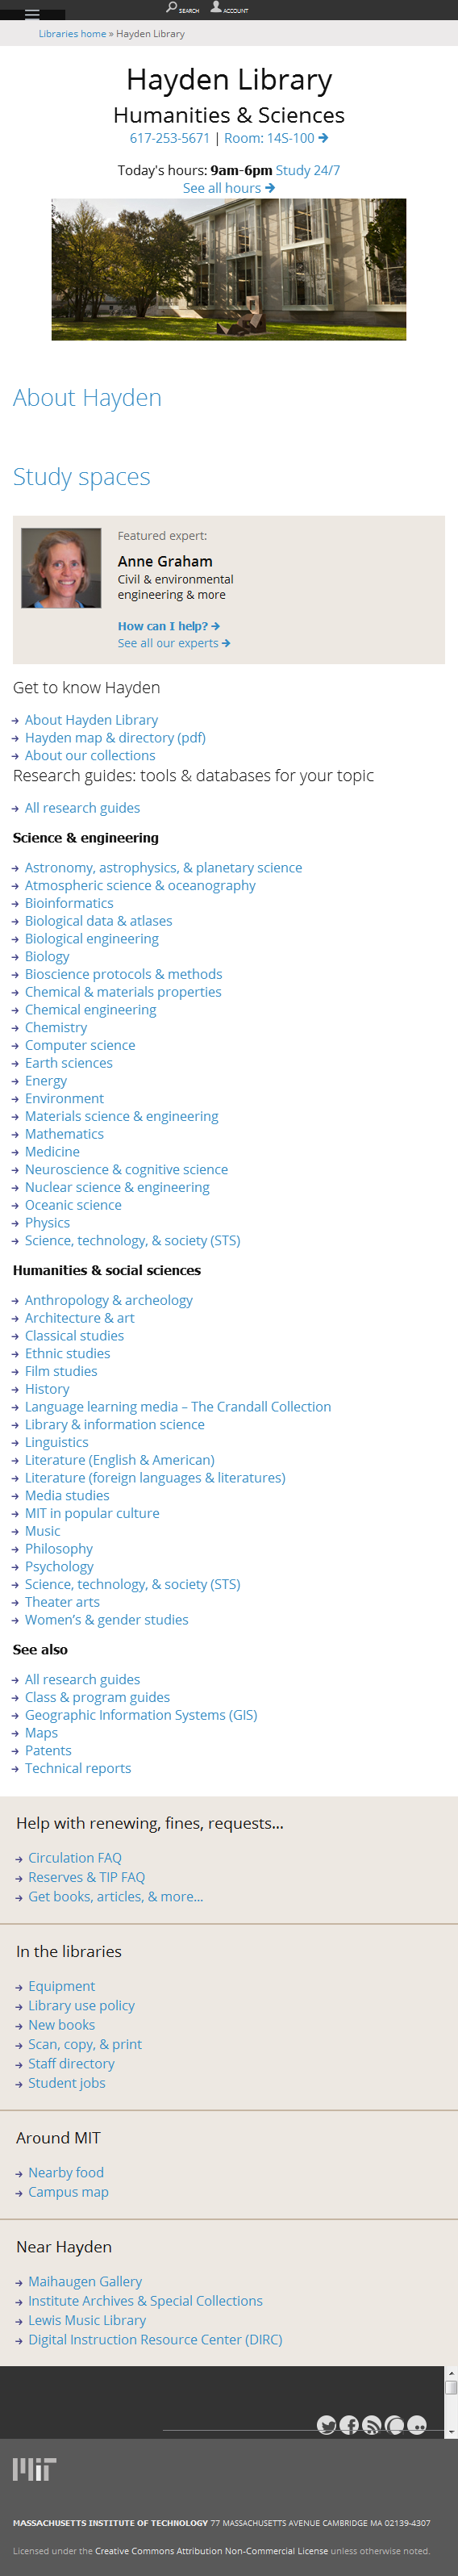 SEARCH ACCOUNT
Libraries home » Hayden Library
Hayden Library
Humanities & Sciences
617-253-5671 | Room: 14S-100
Today's hours: 9am-6pm Study 24/7
See all hours
About Hayden
Study spaces
Featured expert:
Anne Graham
Civil & environmental
engineering & more
How can I help?
See all our experts
Get to know Hayden
About Hayden Library
Hayden map & directory (pdf)
About our collections
Research guides: tools & databases for your topic
All research guides
Science & engineering
Astronomy, astrophysics, & planetary science
Atmospheric science & oceanography
Bioinformatics
Biological data & atlases
Biological engineering
Biology
Bioscience protocols & methods
Chemical & materials properties
Chemical engineering
Chemistry
Computer science
Earth sciences
Energy
Environment
Materials science & engineering
Mathematics
Medicine
Neuroscience & cognitive science
Nuclear science & engineering
Oceanic science
Physics
Science, technology, & society (STS)
Humanities & social sciences
Anthropology & archeology
Architecture & art
Classical studies
Ethnic studies
Film studies
History
Language learning media – The Crandall Collection
Library & information science
Linguistics
Literature (English & American)
Literature (foreign languages & literatures)
Media studies
MIT in popular culture
Music
Philosophy
Psychology
Science, technology, & society (STS)
Theater arts
Women’s & gender studies
See also
All research guides
Class & program guides
Geographic Information Systems (GIS)
Maps
Patents
Technical reports
Help with renewing, fines, requests...
Circulation FAQ
Reserves & TIP FAQ
Get books, articles, & more...
In the libraries
Equipment
Library use policy
New books
Scan, copy, & print
Staff directory
Student jobs
Around MIT
Nearby food
Campus map
Near Hayden
Maihaugen Gallery
Institute Archives & Special Collections
Lewis Music Library
Digital Instruction Resource Center (DIRC)
MIT
MASSACHUSETTS INSTITUTE OF TECHNOLOGY 77 MASSACHUSETTS AVENUE CAMBRIDGE MA 02139-4307
Licensed under the Creative Commons Attribution Non-Commercial License unless otherwise noted.